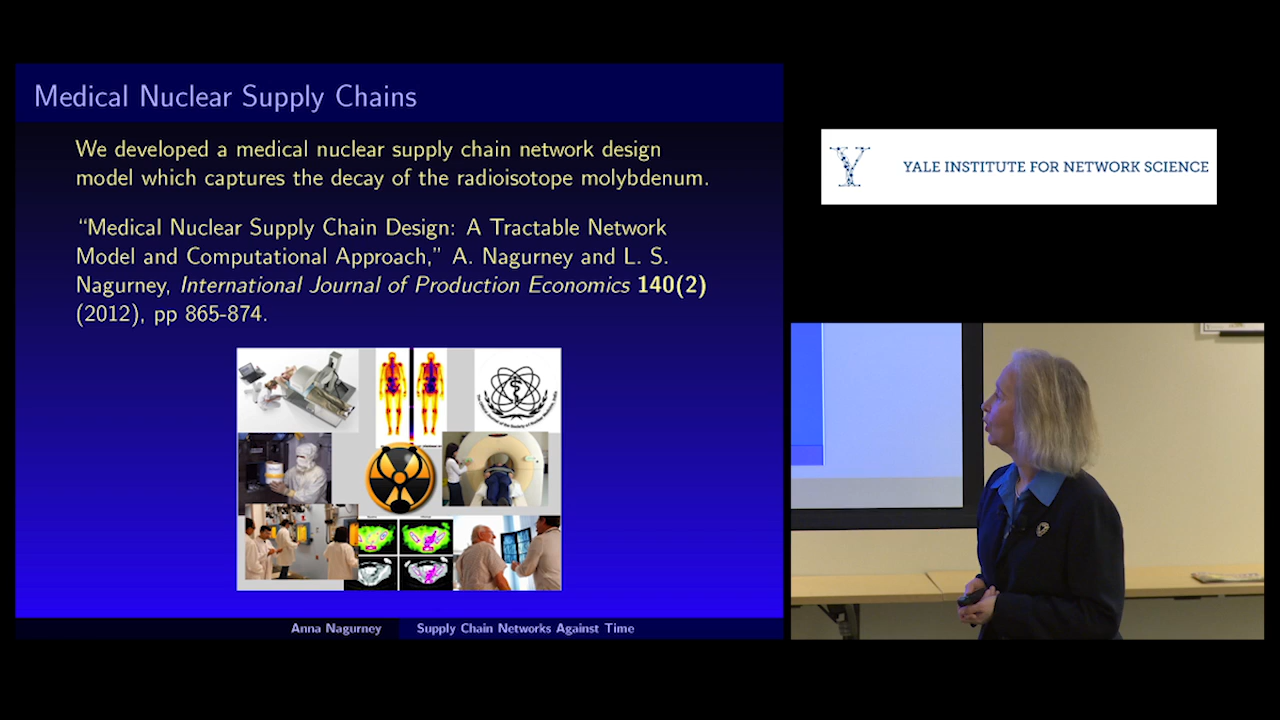 Medical Nuclear Supply Chains
We developed a medical nuclear supply chain network design
model which captures the decay of the radioisotope molybdenum.
“Medical Nuclear Supply Chain Design: A Tractable Network
Model and Computational Approach,” A. Nagurney and L. S.
Nagurney, International Journal of Production Economics 140(2)
(2012), pp 865-874.
Anna Nagurney
Supply Chain Networks Against Time
YALE INSTITUTE FOR NETWORK SCIENCE